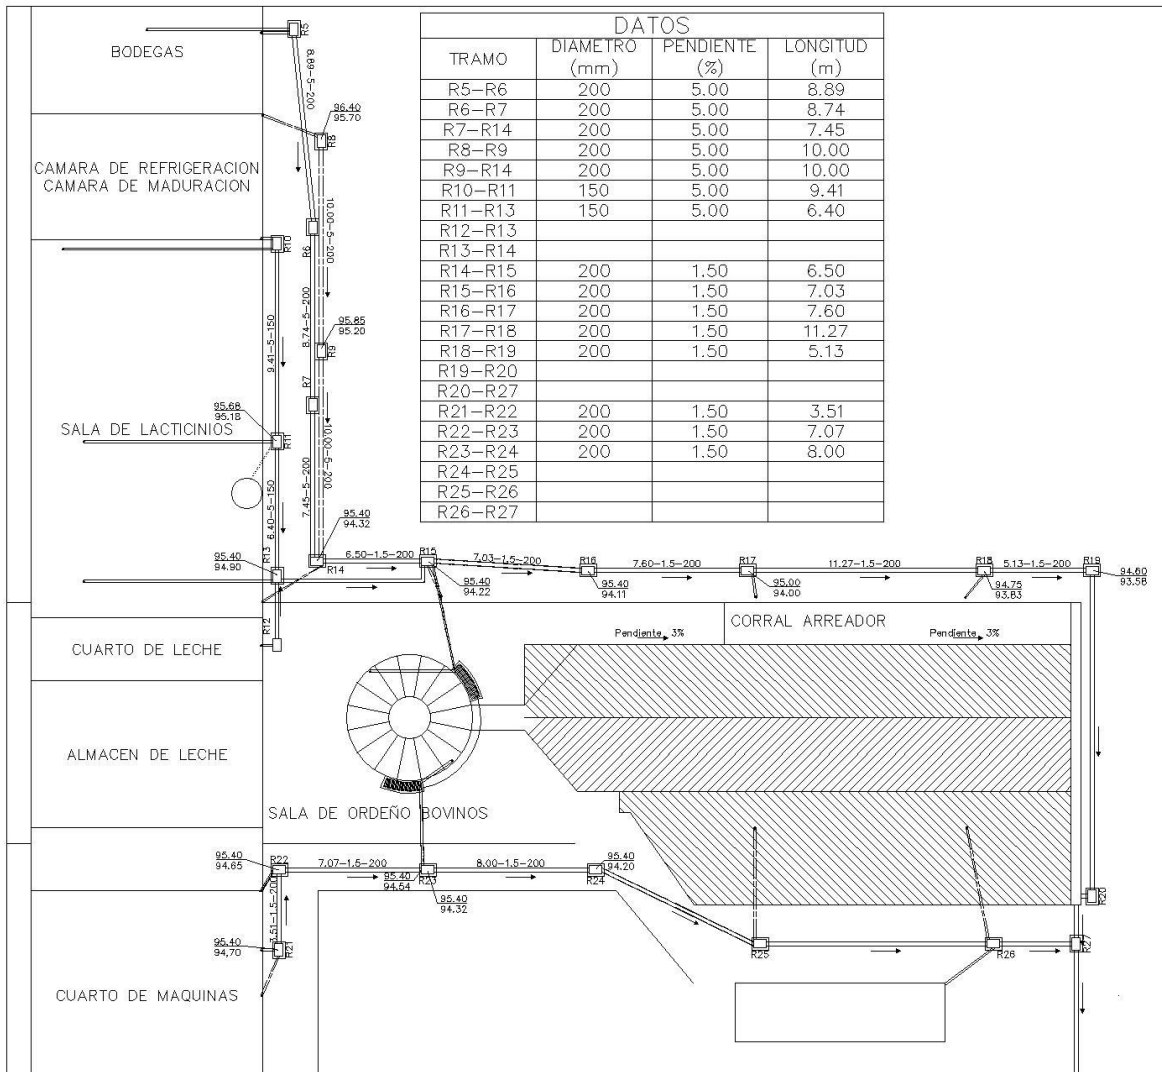 DATOS
TRAMO DIAMETRO (mm) PENDIENTE (%) LONGITUD (m)
R5-R6 200 5.00 8.89
R6-R7 200 5.00 8.74
R7-R14 200 5.00 7.45
R8-R9 200 5.00 10.00
R9-R14 200 5.00 10.00
R10-R11 150 5.00 9.41
R11-R13 150 5.00 6.40
R12-R13
R13-R14
R14-R15 200 1.50 6.50
R15-R16 200 1.50 7.03
R16-R17 200 1.50 7.60
R17-R18 200 1.50 11.27
R18-R19 200 1.50 5.13
R19-R20
R20-R27
R21-R22 200 1.50 3.51
R22-R23 200 1.50 7.07
R23-R24 200 1.50 8.00
R24-R25
R25-R26
R26-R27
BODEGAS
R5
8.89-5-200
96.40
95.70
R8
CAMARA DE REFRIGERACION
CAMARA DE MADURACION
R10
R6
10.00-5-200
8.74-5-200
9.41-5-150
95.85
95.20
R9
R7
95.68
95.18
R11
SALA DE LACTICINIOS
10.00-5-200
7.45-5-200
6.40-5-150
95.40
94.32
R14
R13
95.40
94.90
6.50-1.5-200
R15
95.40
94.22
7.03-1.5-200
R16
95.40
94.11
7.60-1.5-200
R17
95.00
94.00
11.27-1.5-200
R18
94.75
93.83
5.13-1.5-200
R19
94.60
93.58
R12
CUARTO DE LECHE
Pendiente 3%
CORRAL ARREADOR
Pendiente 3%
ALMACEN DE LECHE
SALA DE ORDEÑO BOVINOS
95.40
94.65
R22
7.07-1.5-200
95.40
94.54
R23
95.40
94.32
8.00-1.5-200
95.40
94.20
R24
3.51-1.5-200
95.40
94.70
R21
R25
R26
R27
CUARTO DE MAQUINAS